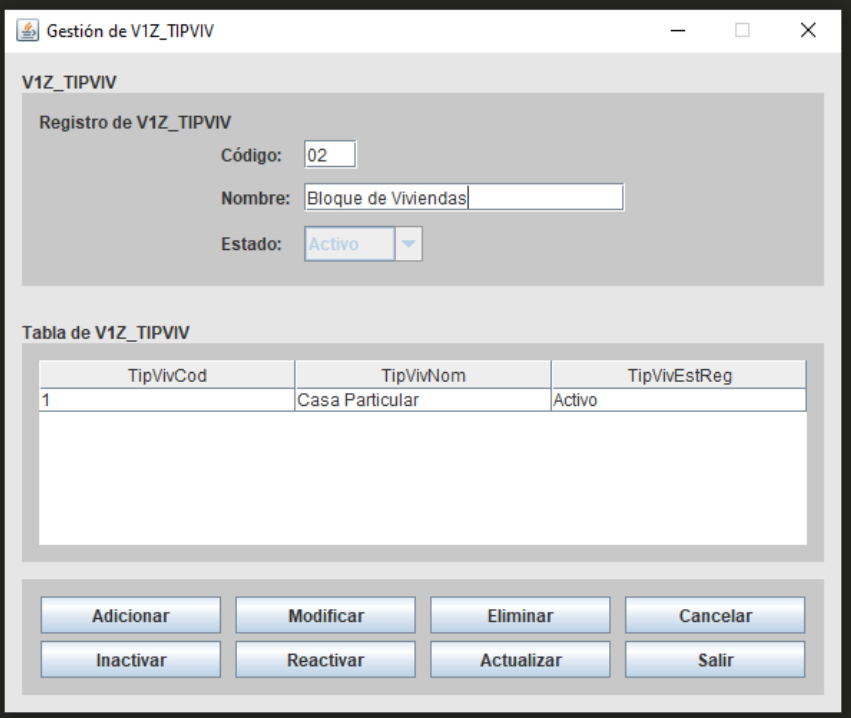 Gestión de V1Z_TIPVIV
V1Z_TIPVIV
Registro de V1Z_TIPVIV
Código: 02
Nombre: Bloque de Viviendas
Estado: Activo
Tabla de V1Z_TIPVIV
TipVivCod TipVivNom TipVivEstReg
1 Casa Particular Activo
Adicionar Modificar Eliminar Cancelar
Inactivar Reactivar Actualizar Salir